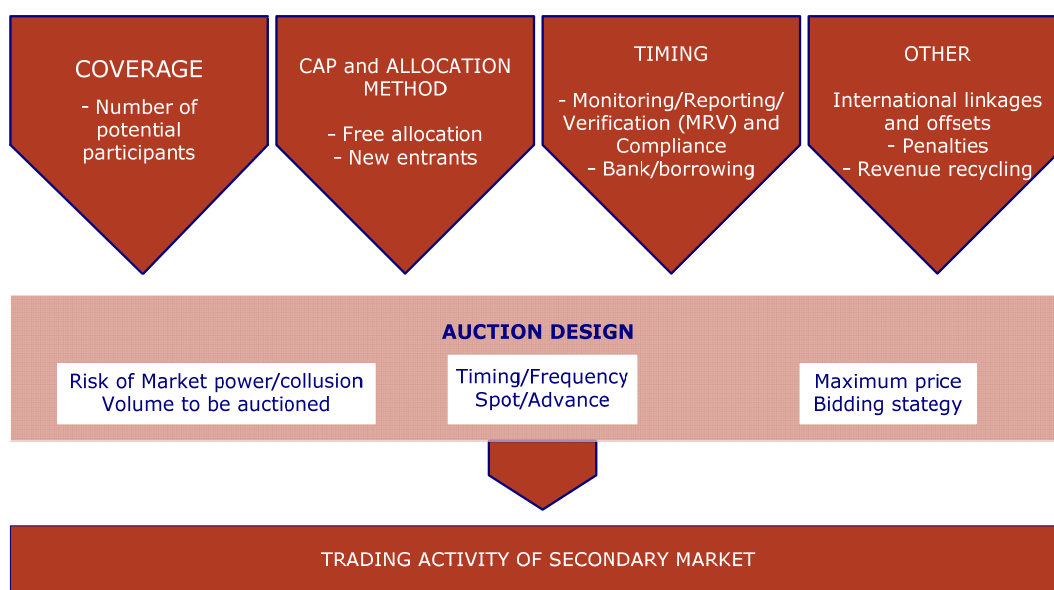 COVERAGE
- Number of
potential
participants
CAP and ALLOCATION
METHOD
- Free allocation
- New entrants
TIMING
- Monitoring/Reporting/
Verification (MRV) and
Compliance
- Bank/borrowing
OTHER
International linkages
and offsets
- Penalties
- Revenue recycling
AUCTION DESIGN
Risk of Market power/collusion
Volume to be auctioned
Timing/Frequency
Spot/Advance
Maximum price
Bidding stategy
TRADING ACTIVITY OF SECONDARY MARKET